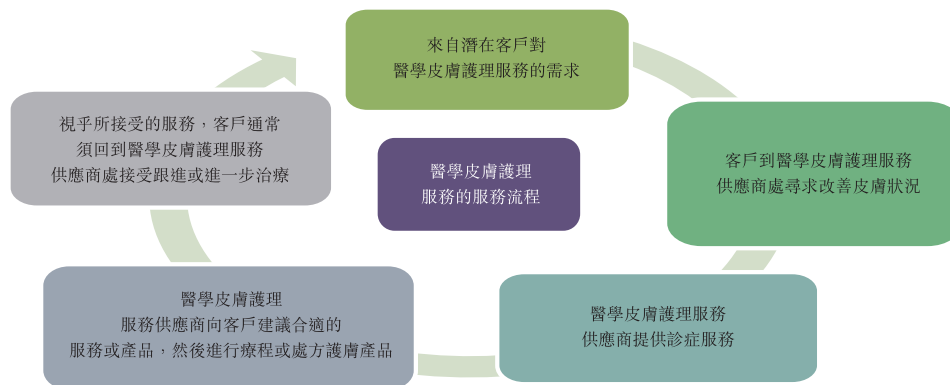 來自潛在客戶對
醫學皮膚護理服務的需求
客戶到醫學皮膚護理服務
供應商處尋求改善皮膚狀況
醫學皮膚護理服務
供應商提供診症服務
醫學皮膚護理
服務供應商向客戶建議合適的
服務或產品，然後進行療程或處方護膚產品
視乎所接受的服務，客戶通常
須回到醫學皮膚護理服務
供應商處接受跟進或進一步治療
醫學皮膚護理
服務的服務流程